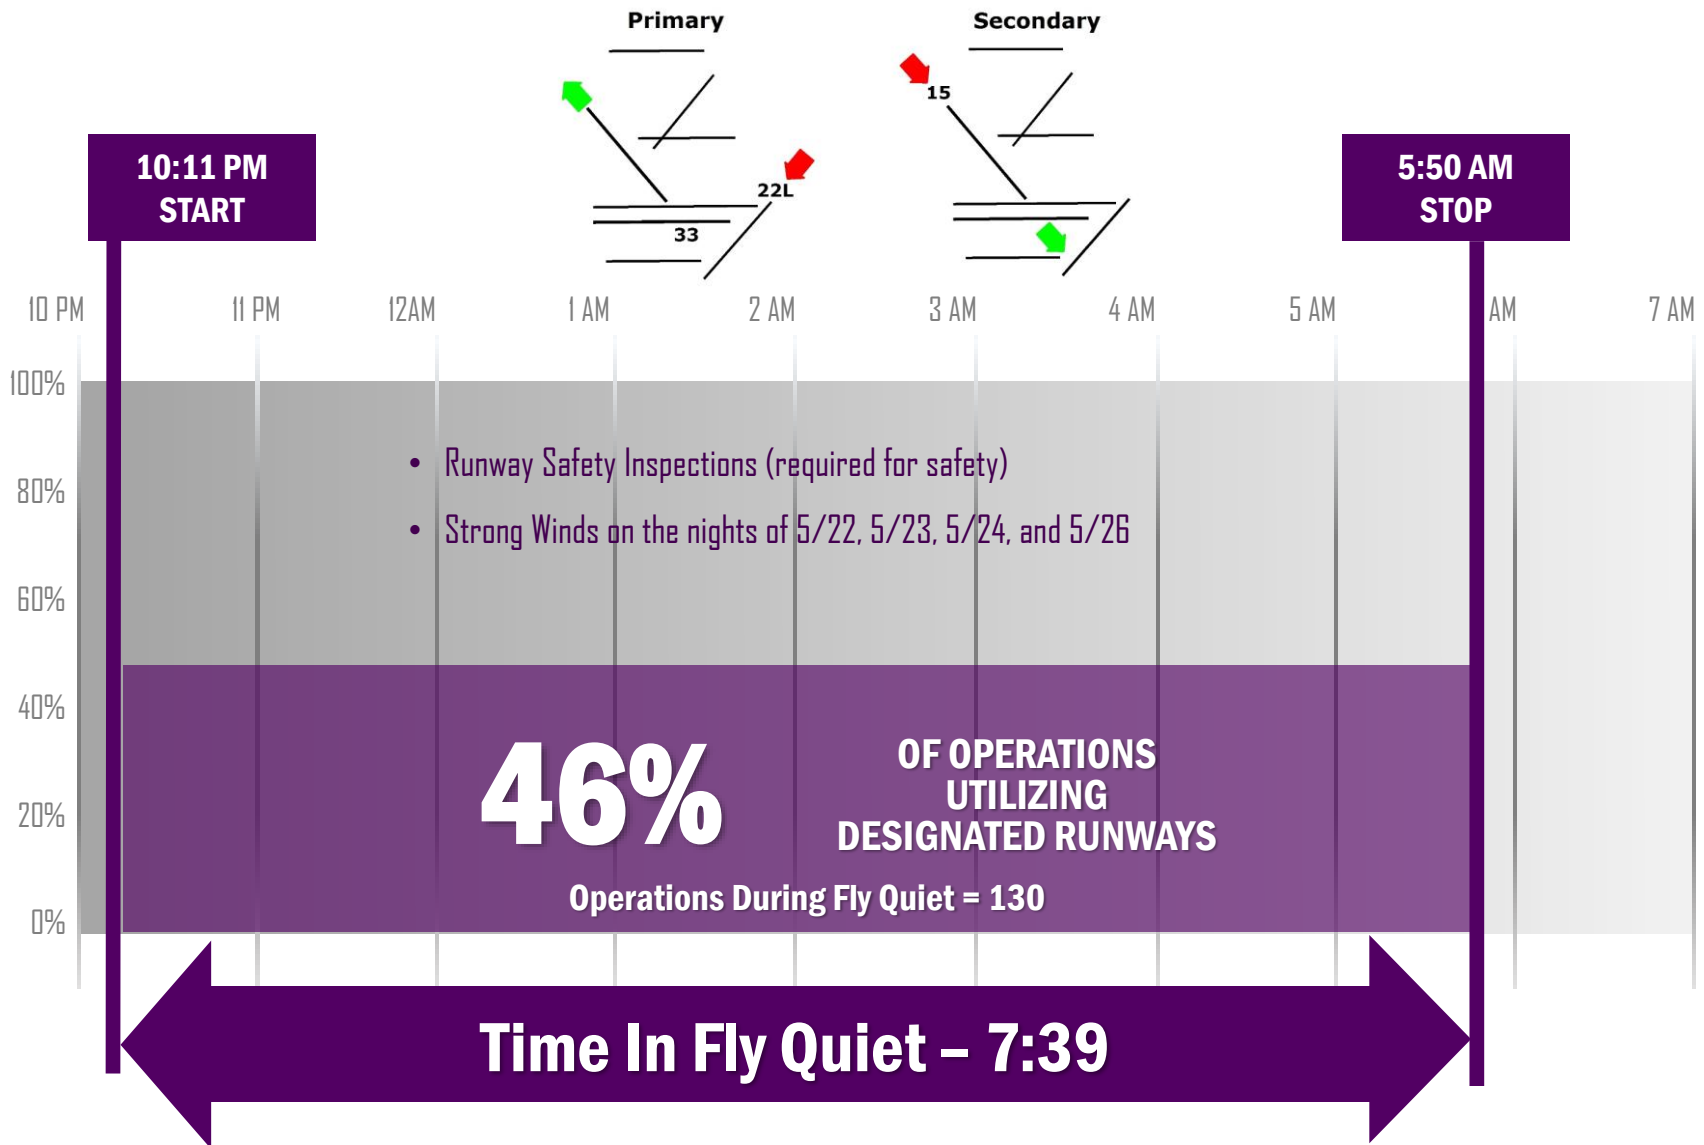 Primary
Secondary
15
22L
33
10:11 PM
START
5:50 AM
STOP
10 PM
11 PM
12AM
1 AM
2 AM
3 AM
4 AM
5 AM
AM
7 AM
100%
80%
60%
40%
20%
0%
• Runway Safety Inspections (required for safety)
• Strong Winds on the nights of 5/22, 5/23, 5/24, and 5/26
46%
OF OPERATIONS
UTILIZING
DESIGNATED RUNWAYS
Operations During Fly Quiet = 130
Time In Fly Quiet – 7:39